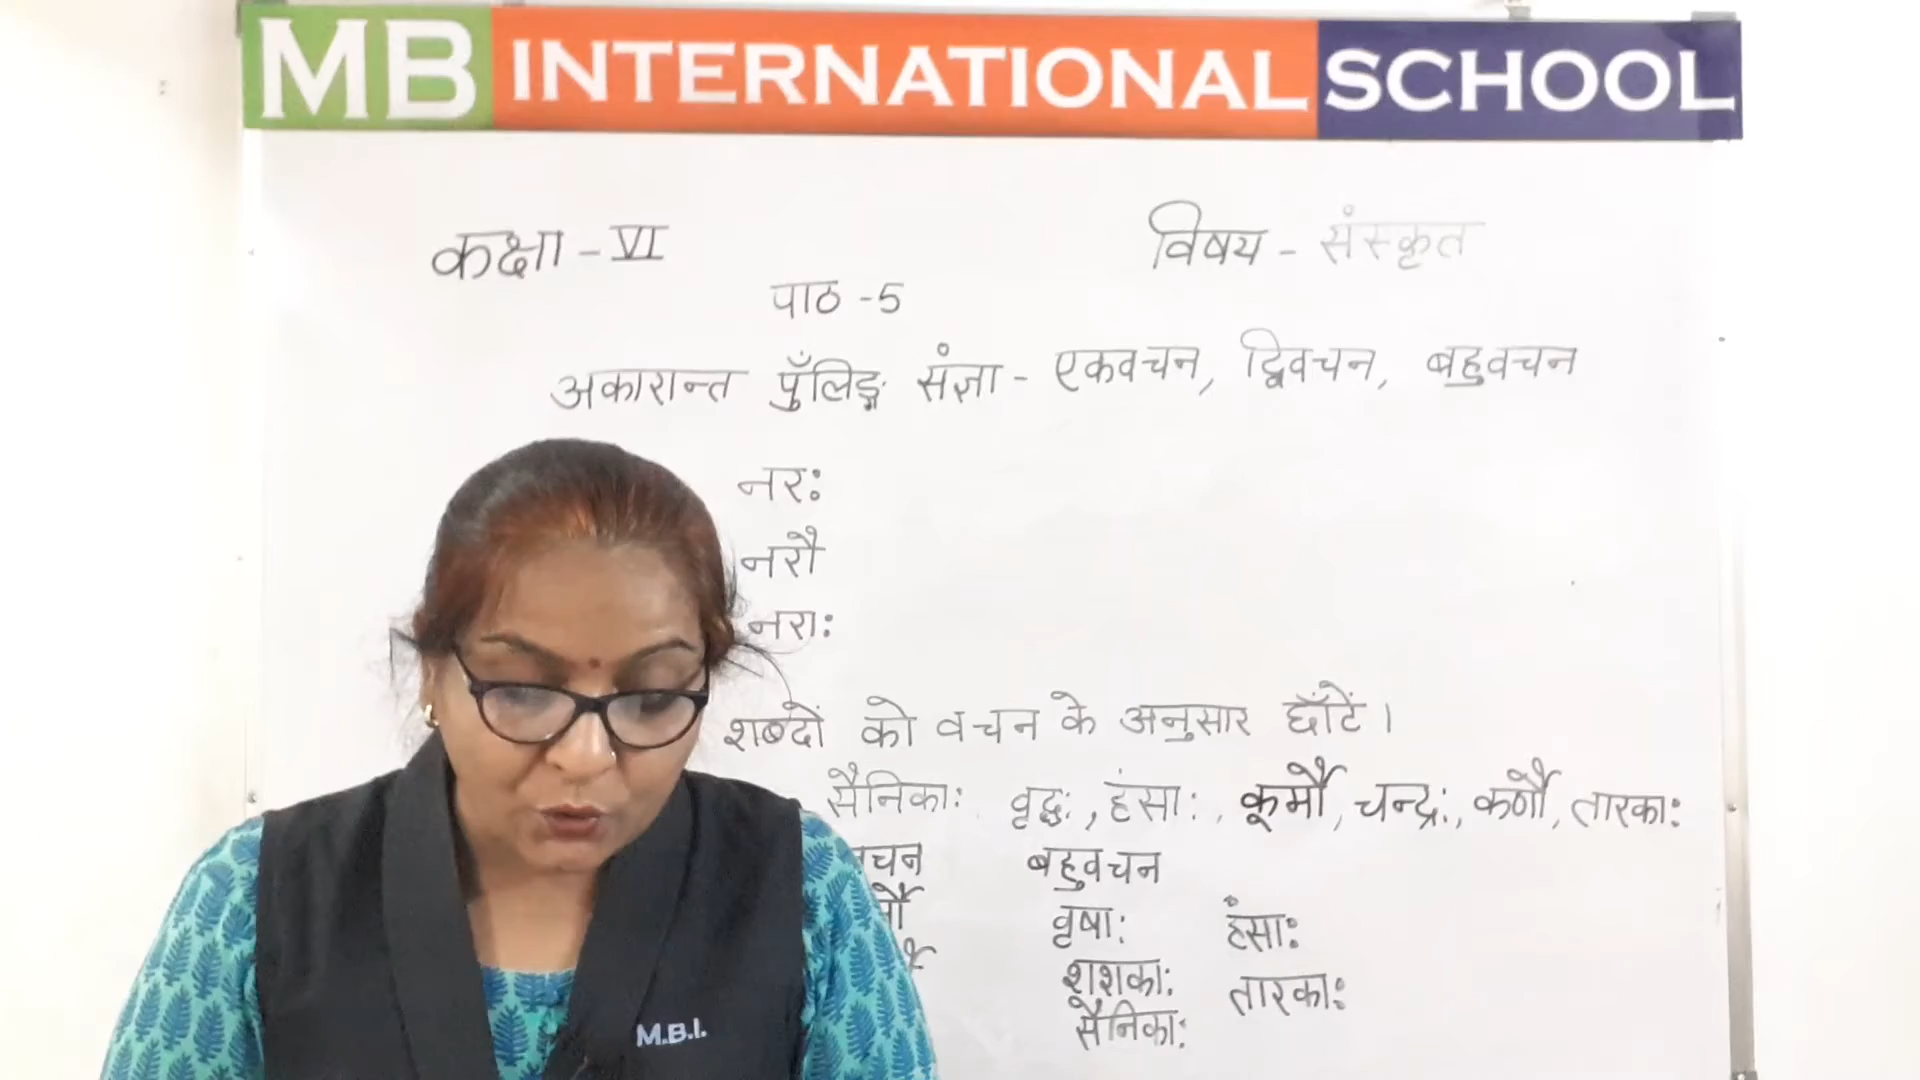 MB INTERNATIONAL SCHOOL
कक्षा - VI
विषय - संस्कृत
पाठ - 5
अकारान्त पुँलिङ्ग संज्ञा - एकवचन, द्विवचन, बहुवचन
नरः
नरौ
नराः
शब्दों को वचन के अनुसार छाँटें।
सैनिकाः वृद्धः, हंसाः, कूर्मौ, चन्द्रः, कर्णौ, तारकाः
बहुवचन
वृषाः हंसाः
शशकाः तारकाः
सैनिकाः
M.B.I.